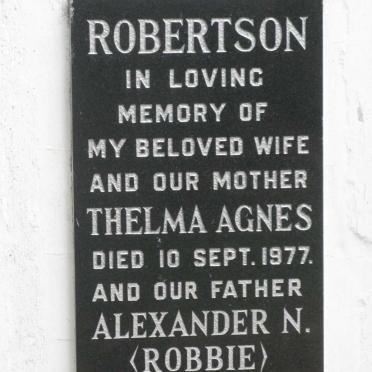 ROBERTSON
IN LOVING
MEMORY OF
MY BELOVED WIFE
AND OUR MOTHER
THELMA AGNES
DIED 10 SEPT. 1977.
AND OUR FATHER
ALEXANDER N.
(ROBBIE)